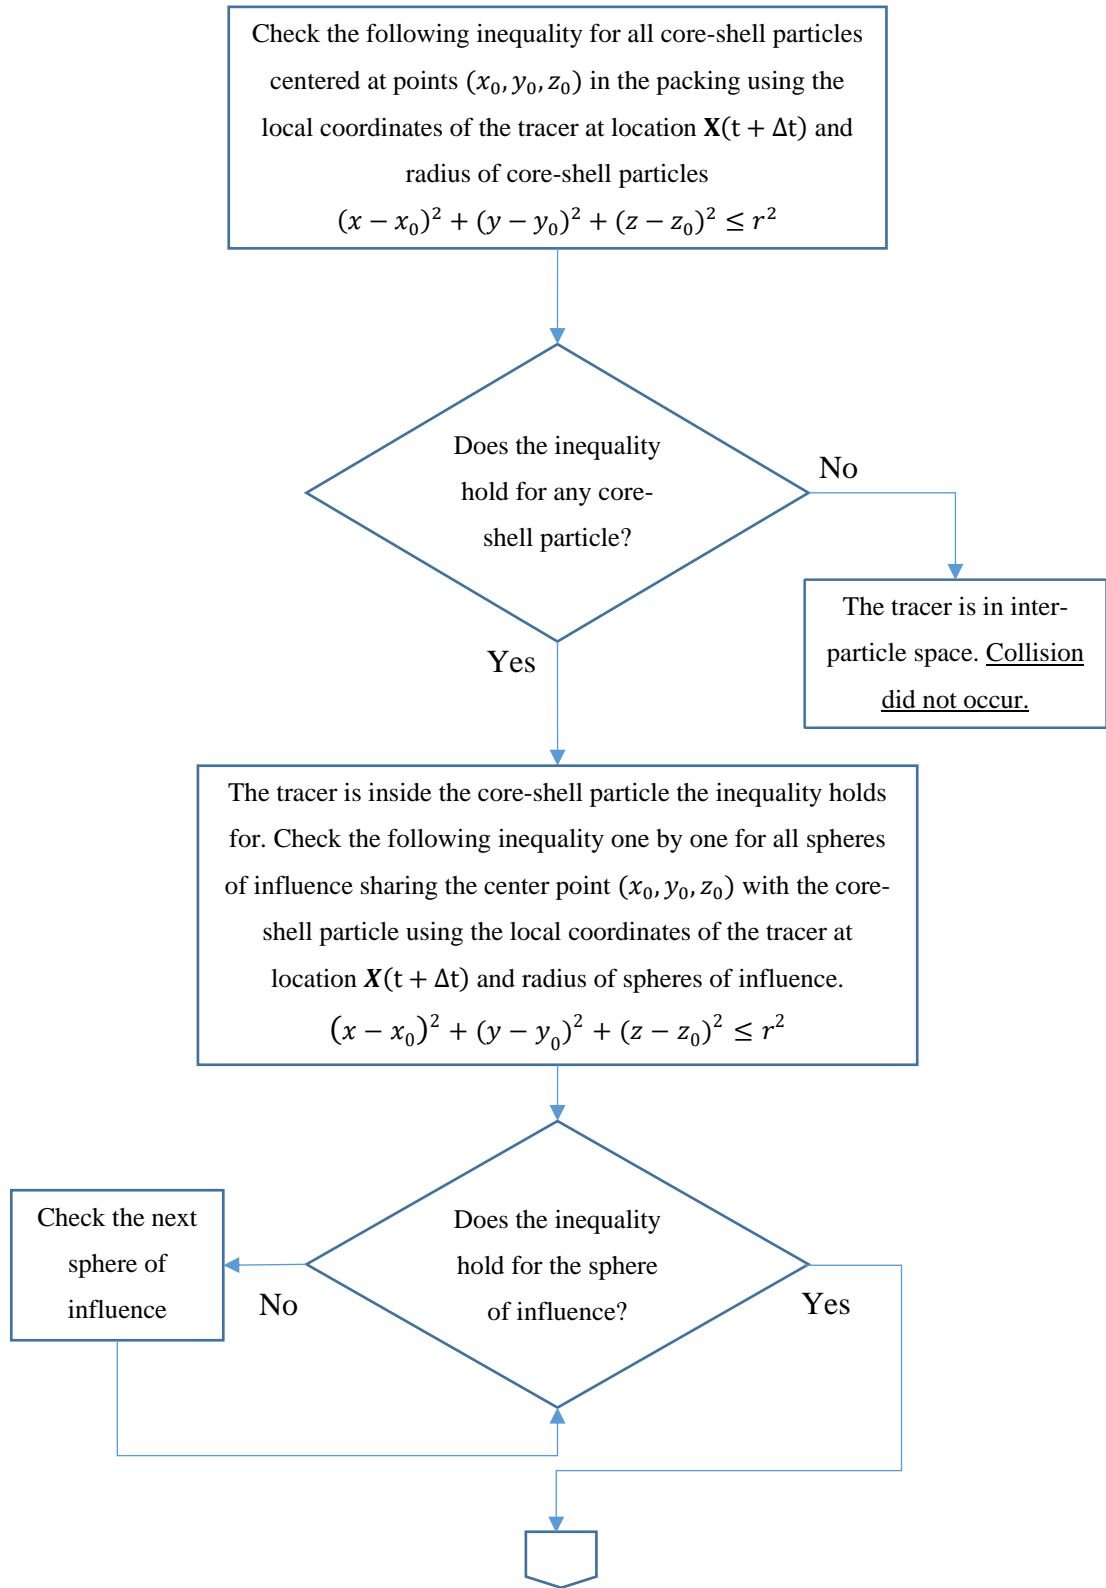 Check the following inequality for all core-shell particles
centered at points (x₀, y₀, z₀) in the packing using the
local coordinates of the tracer at location X(t + Δt) and
radius of core-shell particles
(x − x₀)² + (y − y₀)² + (z − z₀)² ≤ r²
Does the inequality
hold for any core-
shell particle?
No
The tracer is in inter-
particle space. Collision
did not occur.
Yes
The tracer is inside the core-shell particle the inequality holds
for. Check the following inequality one by one for all spheres
of influence sharing the center point (x₀, y₀, z₀) with the core-
shell particle using the local coordinates of the tracer at
location X(t + Δt) and radius of spheres of influence.
(x − x₀)² + (y − y₀)² + (z − z₀)² ≤ r²
Does the inequality
hold for the sphere
of influence?
No
Check the next
sphere of
influence
Yes